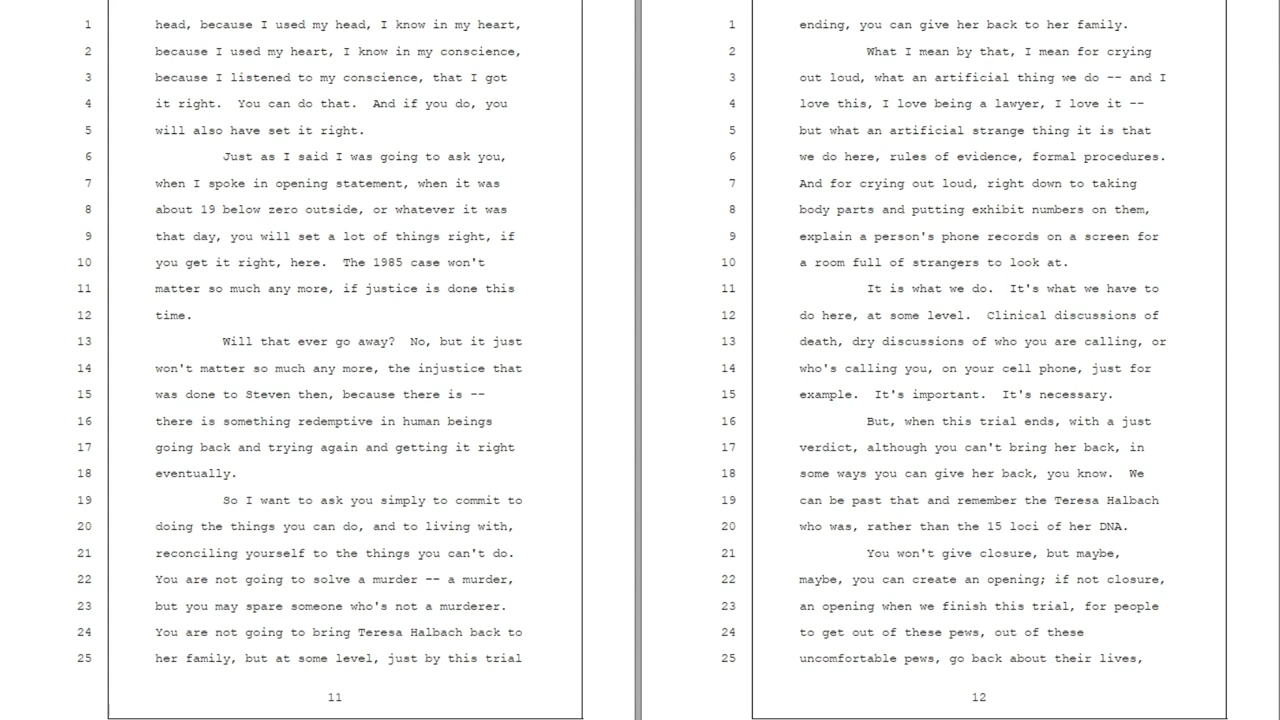 1 head, because I used my head, I know in my heart,
2 because I used my heart, I know in my conscience,
3 because I listened to my conscience, that I got
4 it right. You can do that. And if you do, you
5 will also have set it right.
6 Just as I said I was going to ask you,
7 when I spoke in opening statement, when it was
8 about 19 below zero outside, or whatever it was
9 that day, you will set a lot of things right, if
10 you get it right, here. The 1985 case won't
11 matter so much any more, if justice is done this
12 time.
13 Will that ever go away? No, but it just
14 won't matter so much any more, the injustice that
15 was done to Steven then, because there is --
16 there is something redemptive in human beings
17 going back and trying again and getting it right
18 eventually.
19 So I want to ask you simply to commit to
20 doing the things you can do, and to living with,
21 reconciling yourself to the things you can't do.
22 You are not going to solve a murder -- a murder,
23 but you may spare someone who's not a murderer.
24 You are not going to bring Teresa Halbach back to
25 her family, but at some level, just by this trial
11
1 ending, you can give her back to her family.
2 What I mean by that, I mean for crying
3 out loud, what an artificial thing we do -- and I
4 love this, I love being a lawyer, I love it --
5 but what an artificial strange thing it is that
6 we do here, rules of evidence, formal procedures.
7 And for crying out loud, right down to taking
8 body parts and putting exhibit numbers on them,
9 explain a person's phone records on a screen for
10 a room full of strangers to look at.
11 It is what we do. It's what we have to
12 do here, at some level. Clinical discussions of
13 death, dry discussions of who you are calling, or
14 who's calling you, on your cell phone, just for
15 example. It's important. It's necessary.
16 But, when this trial ends, with a just
17 verdict, although you can't bring her back, in
18 some ways you can give her back, you know. We
19 can be past that and remember the Teresa Halbach
20 who was, rather than the 15 loci of her DNA.
21 You won't give closure, but maybe,
22 maybe, you can create an opening; if not closure,
23 an opening when we finish this trial, for people
24 to get out of these pews, out of these
25 uncomfortable pews, go back about their lives,
12